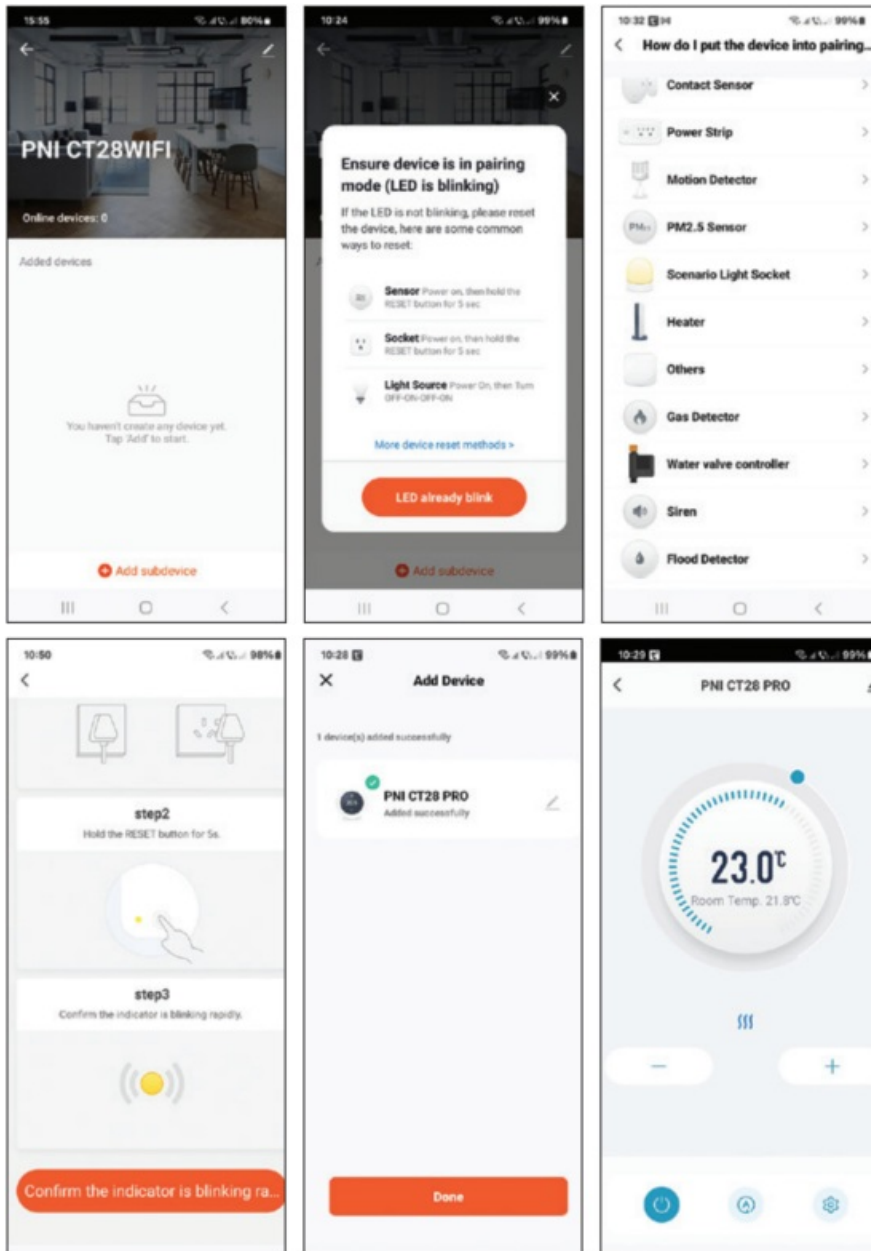 15:55
80%
PNI CT28WIFI
Online devices: 0
Added devices
You haven't create any device yet.
Tap 'Add' to start.
Add subdevice
10:24
99%
Ensure device is in pairing
mode (LED is blinking)
If the LED is not blinking, please reset
the device, here are some common
ways to reset:
Sensor Power on, then hold the
RESET button for 5 sec
Socket Power on, then hold the
RESET button for 5 sec
Light Source Power On, then Turn
OFF-ON-OFF-ON
More device reset methods >
LED already blink
Add subdevice
10:32
99%
How do I put the device into pairing...
Contact Sensor
Power Strip
Motion Detector
PM2.5 Sensor
Scenario Light Socket
Heater
Others
Gas Detector
Water valve controller
Siren
Flood Detector
10:50
98%
step2
Hold the RESET button for 5s.
step3
Confirm the indicator is blinking rapidly.
Confirm the indicator is blinking ra...
10:28
99%
Add Device
1 device(s) added successfully
PNI CT28 PRO
Added successfully
Done
10:29
99%
PNI CT28 PRO
23.0℃
Room Temp. 21.8℃